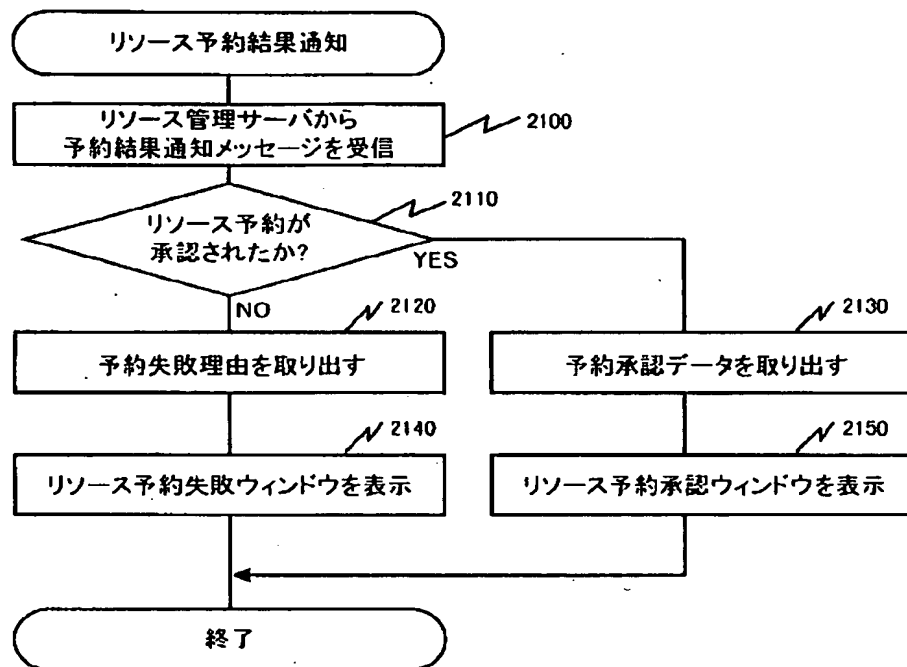 リソース予約結果通知
リソース管理サーバから
予約結果通知メッセージを受信
2100
リソース予約が
承認されたか?
2110
YES
NO
2120
予約失敗理由を取り出す
2130
予約承認データを取り出す
2140
リソース予約失敗ウィンドウを表示
2150
リソース予約承認ウィンドウを表示
終了